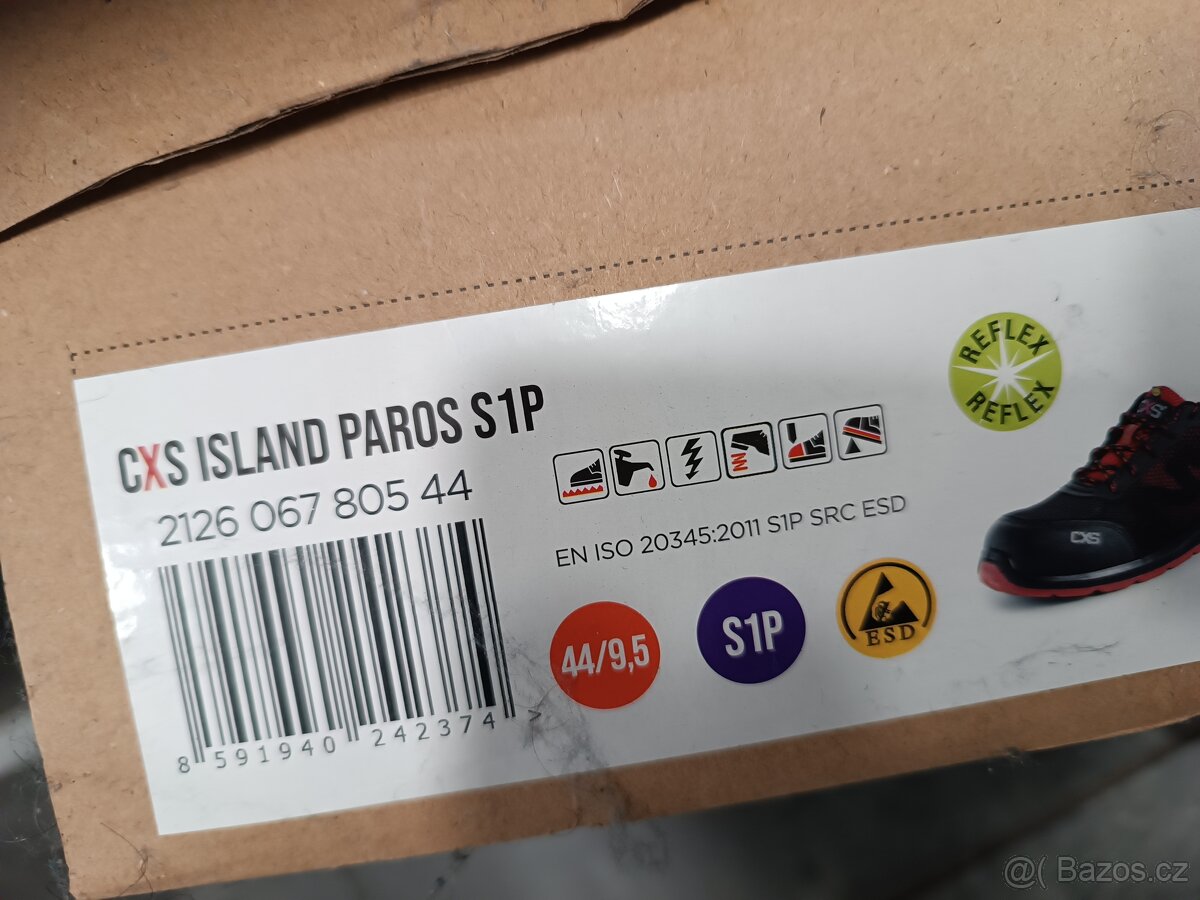 REFLEX
REFLEX
CXS ISLAND PAROS S1P
2126 067 805 44
EN ISO 20345:2011 S1P SRC ESD
CXS
CXS
44/9,5
S1P
ESD
8 591940 242374 >
@( Bazos.cz